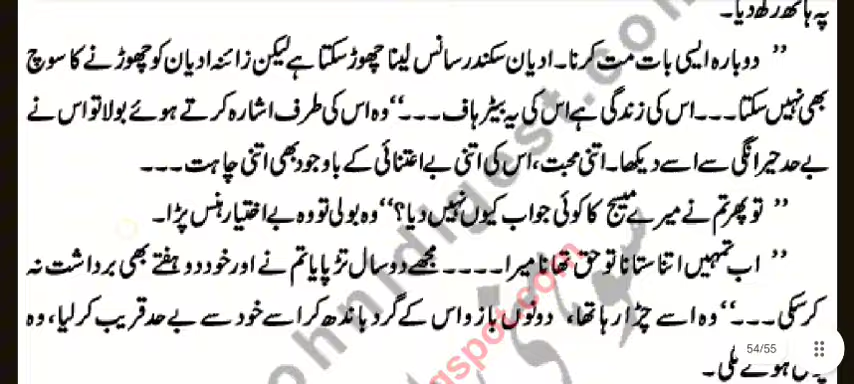 پہ ہاتھ رکھ دیا۔
’’ دوبارہ ایسی بات مت کرنا۔ ادیان سکندر سانس لینا چھوڑ سکتا ہے لیکن زائنہ ادیان کو چھوڑنے کا سوچ
بھی نہیں سکتا۔۔۔ اس کی زندگی ہے اس کی یہ بیٹر ہاف ۔۔۔‘‘ وہ اس کی طرف اشارہ کرتے ہوئے بولا تو اس نے
بے حد حیرانگی سے اسے دیکھا۔ اتنی محبت، اس کی اتنی بے اعتنائی کے باوجود بھی اتنی چاہت ۔۔۔
’’ تو پھر تم نے میرے میسج کا کوئی جواب کیوں نہیں دیا؟‘‘ وہ بولی تو وہ بے اختیار ہنس پڑا۔
’’ اب تمہیں اتنا ستانا تو حق تھا نا میرا ۔۔۔۔ مجھے دو سال تڑپایا تم نے اور خود دو ہفتے بھی برداشت نہ
کر سکی ۔۔۔‘‘ وہ اسے چڑا رہا تھا، دونوں بازو اس کے گرد باندھ کر اسے خود سے بے حد قریب کر لیا، وہ
ہولے ہلی۔
54/55